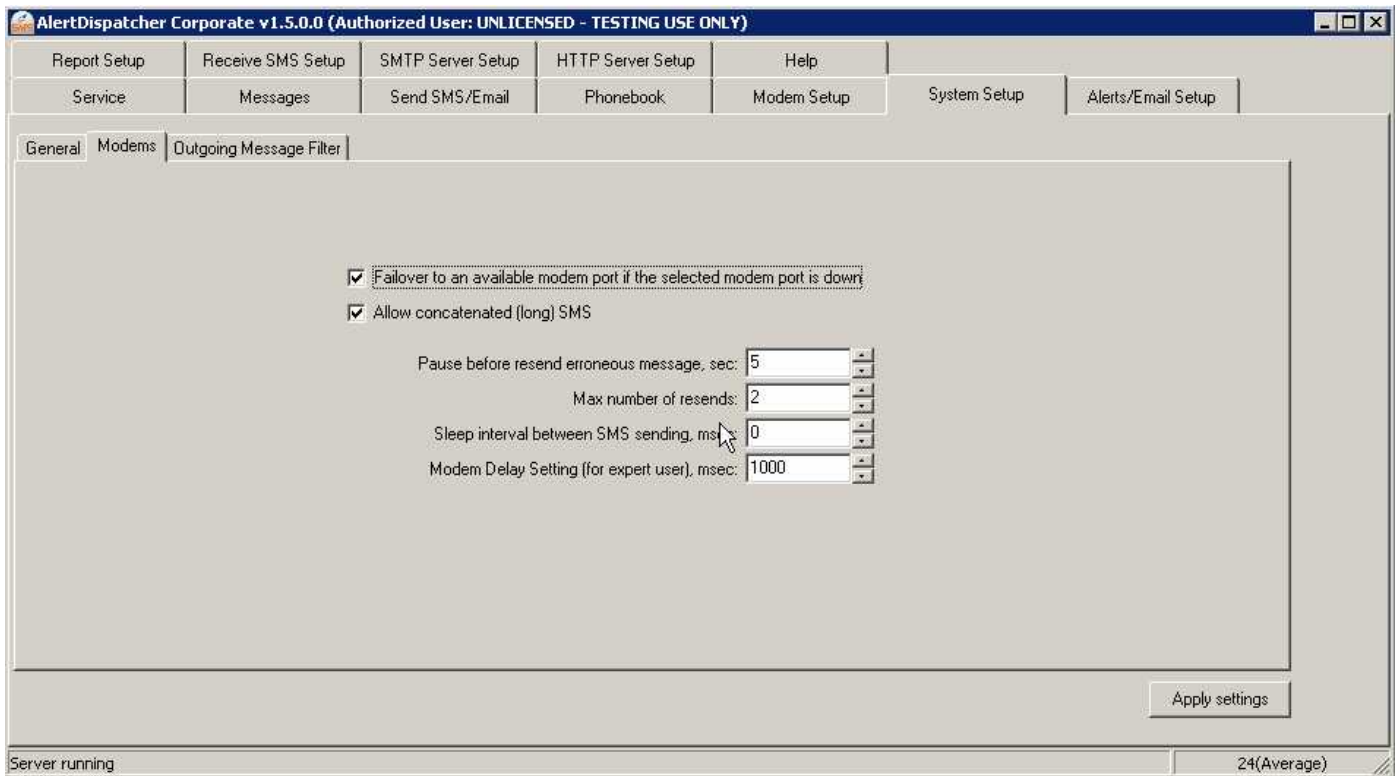 AlertDispatcher Corporate v1.5.0.0 (Authorized User: UNLICENSED - TESTING USE ONLY)
Report Setup Receive SMS Setup SMTP Server Setup HTTP Server Setup Help
Service Messages Send SMS/Email Phonebook Modem Setup System Setup Alerts/Email Setup
General Modems Outgoing Message Filter
Failover to an available modem port if the selected modem port is down
Allow concatenated (long) SMS
Pause before resend erroneous message, sec: 5
Max number of resends: 2
Sleep interval between SMS sending, msec: 0
Modem Delay Setting (for expert user), msec: 1000
Apply settings
Server running 24(Average)